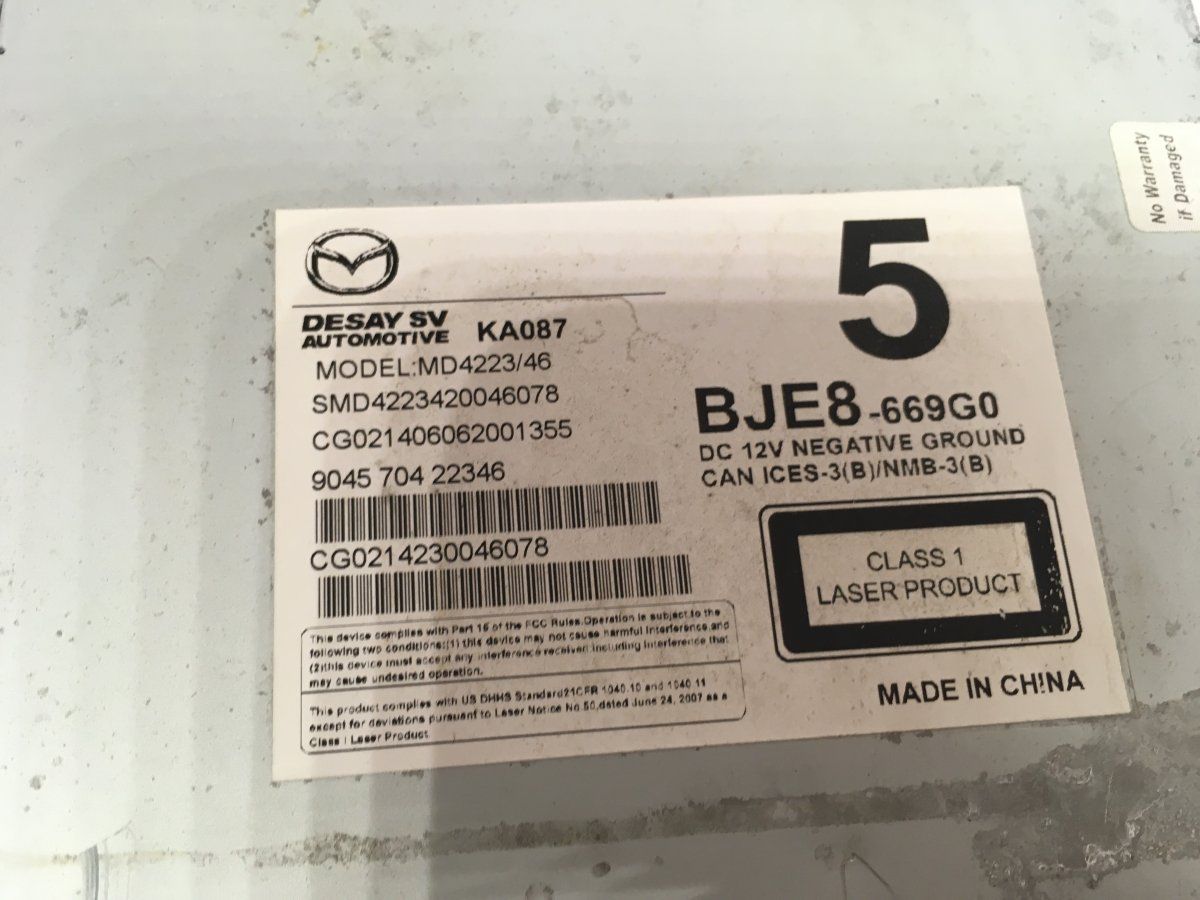 DESAY SV
AUTOMOTIVE KA087
MODEL:MD4223/46
SMD4223420046078
CG021406062001355
9045 704 22346
CG0214230046078
This device complies with Part 15 of the FCC Rules.Operation is subject to the
following two conditions:(1) this device may not cause harmful interference,and
(2)this device must accept any interference received including interference that
may cause undesired operation.
This product complies with US DHHS Standard21CFR 1040.10 and 1040.11
except for deviations pursuant to Laser Notice No.50,dated June 24, 2007 as a
Class I Laser Product.
5
BJE8-669G0
DC 12V NEGATIVE GROUND
CAN ICES-3(B)/NMB-3(B)
CLASS 1
LASER PRODUCT
MADE IN CHINA
No Warranty
if Damaged